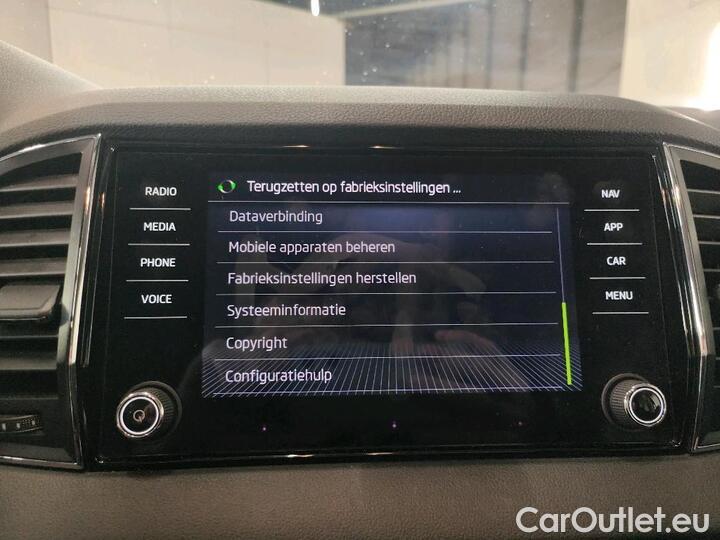 Terugzetten op fabrieksinstellingen ...
RADIO
MEDIA
PHONE
VOICE
Dataverbinding
Mobiele apparaten beheren
Fabrieksinstellingen herstellen
Systeeminformatie
Copyright
Configuratiehulp
NAV
APP
CAR
MENU
CarOutlet.eu